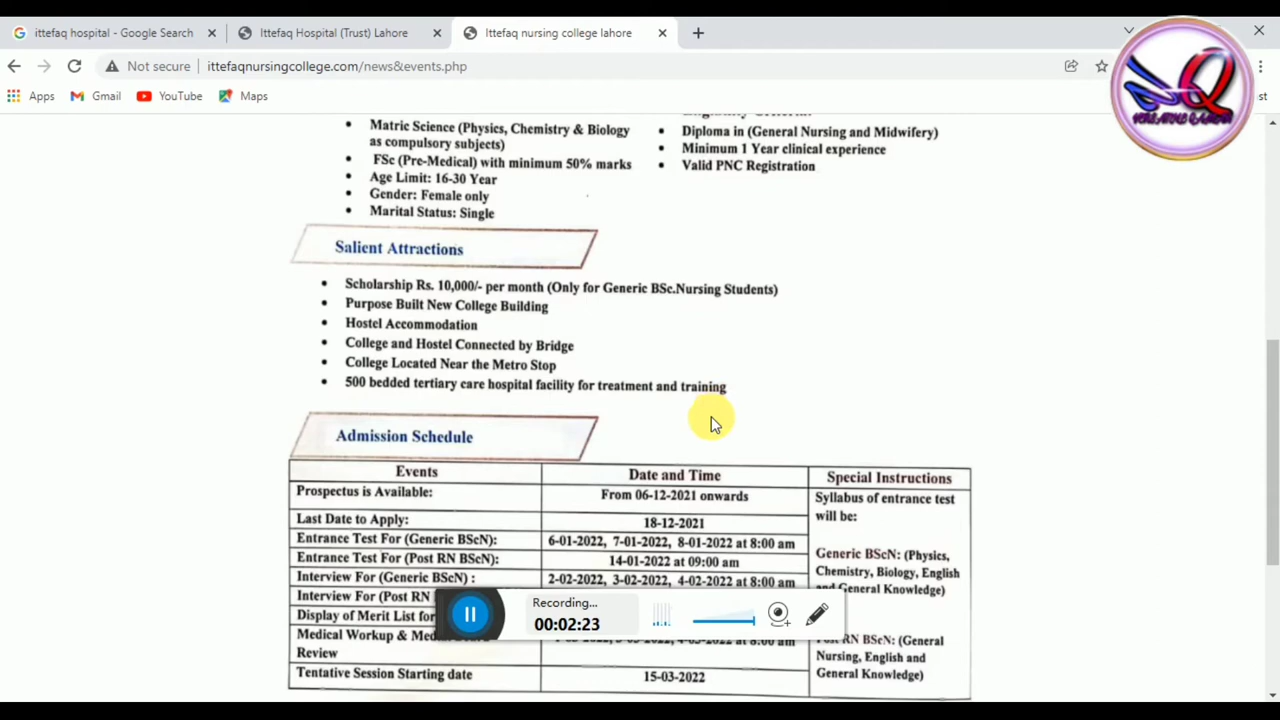 ittefaq hospital - Google Search
Ittefaq Hospital (Trust) Lahore
Ittefaq nursing college lahore
Not secure
ittefaqnursingcollege.com/news&events.php
Apps
Gmail
YouTube
Maps
Matric Science (Physics, Chemistry & Biology
as compulsory subjects)
FSc (Pre-Medical) with minimum 50% marks
Age Limit: 16-30 Year
Gender: Female only
Marital Status: Single
Diploma in (General Nursing and Midwifery)
Minimum 1 Year clinical experience
Valid PNC Registration
Salient Attractions
Scholarship Rs. 10,000/- per month (Only for Generic BSc.Nursing Students)
Purpose Built New College Building
Hostel Accommodation
College and Hostel Connected by Bridge
College Located Near the Metro Stop
500 bedded tertiary care hospital facility for treatment and training
Admission Schedule
Events
Date and Time
Special Instructions
Prospectus is Available:
From 06-12-2021 onwards
Last Date to Apply:
18-12-2021
Entrance Test For (Generic BScN):
6-01-2022, 7-01-2022, 8-01-2022 at 8:00 am
Entrance Test For (Post RN BScN):
14-01-2022 at 09:00 am
Interview For (Generic BScN) :
2-02-2022, 3-02-2022, 4-02-2022 at 8:00 am
Interview For (Post RN
Display of Merit List for
Medical Workup &
Review
Tentative Session Starting date
15-03-2022
Syllabus of entrance test
will be:
Generic BScN: (Physics,
Chemistry, Biology, English
and General Knowledge)
Post RN BScN: (General
Nursing, English and
General Knowledge)
Recording...
00:02:23